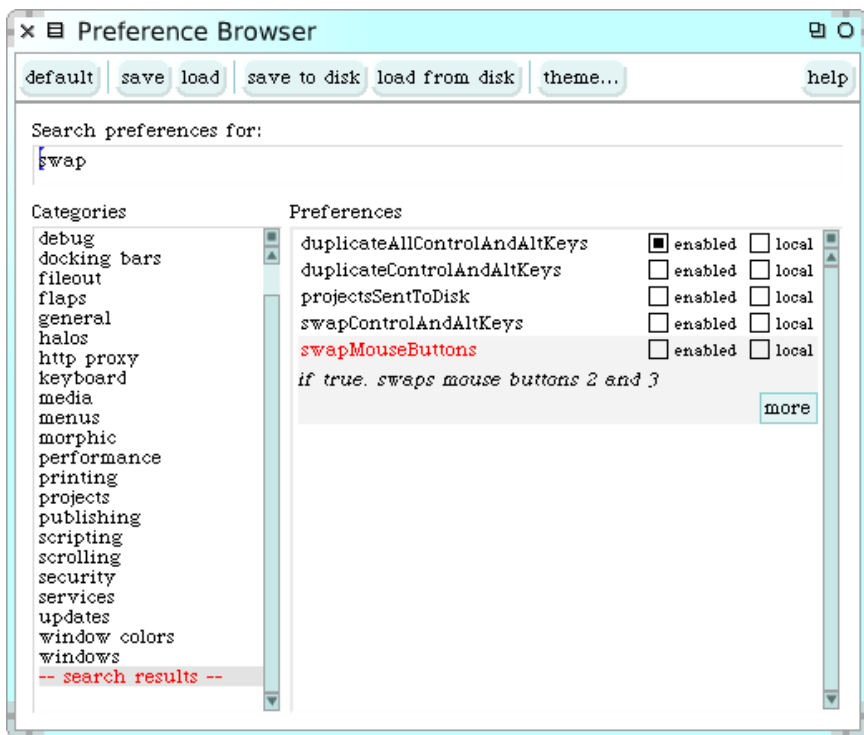 Preference Browser
default save load save to disk load from disk theme... help
Search preferences for:
swap
Categories
debug
docking bars
fileout
flaps
general
halos
http proxy
keyboard
media
menus
morphic
performance
printing
projects
publishing
scripting
scrolling
security
services
updates
window colors
windows
-- search results --
Preferences
duplicateAllControlAndAltKeys enabled local
duplicateControlAndAltKeys enabled local
projectsSentToDisk enabled local
swapControlAndAltKeys enabled local
swapMouseButtons enabled local
if true, swaps mouse buttons 2 and 3
more